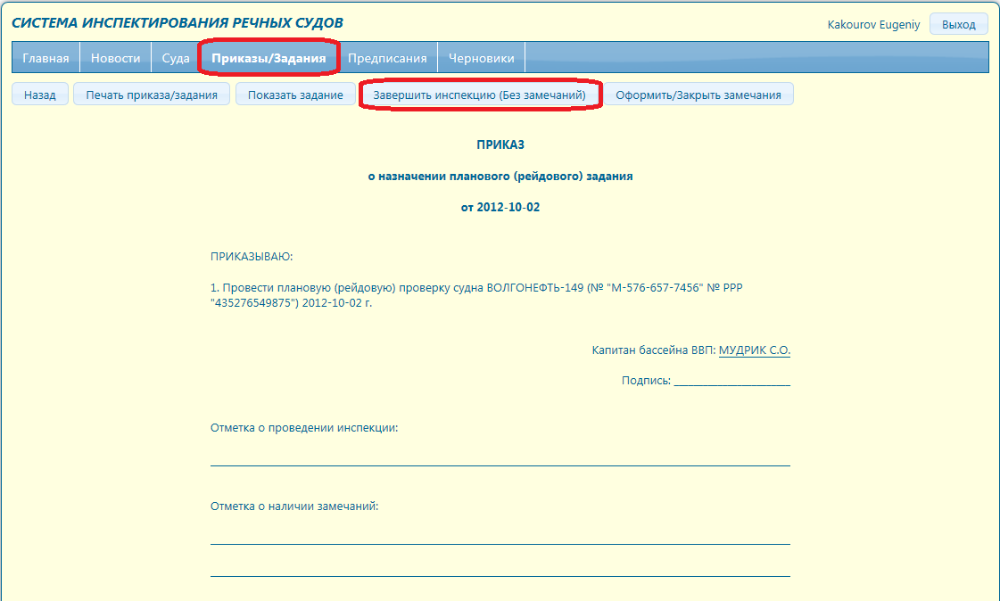 СИСТЕМА ИНСПЕКТИРОВАНИЯ РЕЧНЫХ СУДОВ
Kakourov Eugeniy Выход
Главная Новости Суда Приказы/Задания Предписания Черновики
Назад Печать приказа/задания Показать задание Завершить инспекцию (Без замечаний) Оформить/Закрыть замечания
ПРИКАЗ
о назначении планового (рейдового) задания
от 2012-10-02
ПРИКАЗЫВАЮ:
1. Провести плановую (рейдовую) проверку судна ВОЛГОНЕФТЬ-149 (№ "М-576-657-7456" № РРР
"435276549875") 2012-10-02 г.
Капитан бассейна ВВП: МУДРИК С.О.
Подпись: ____________________
Отметка о проведении инспекции:
Отметка о наличии замечаний: